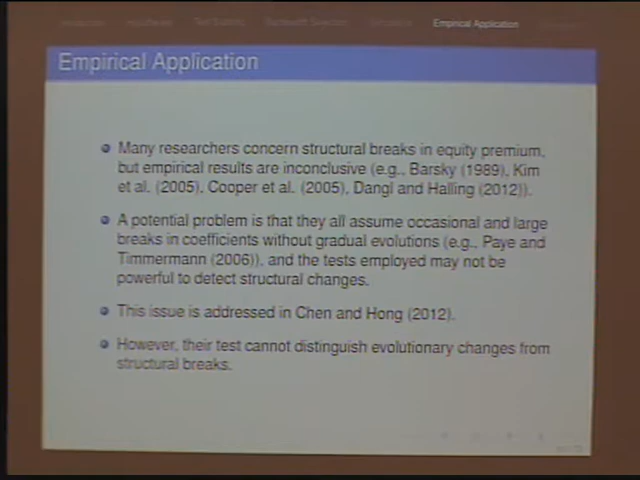 Empirical Application
Empirical Application
Many researchers concern structural breaks in equity premium,
but empirical results are inconclusive (e.g., Barsky (1989), Kim
et al. (2005), Cooper et al. (2005), Dangl and Halling (2012)).
A potential problem is that they all assume occasional and large
breaks in coefficients without gradual evolutions (e.g., Paye and
Timmermann (2006)), and the tests employed may not be
powerful to detect structural changes.
This issue is addressed in Chen and Hong (2012).
However, their test cannot distinguish evolutionary changes from
structural breaks.